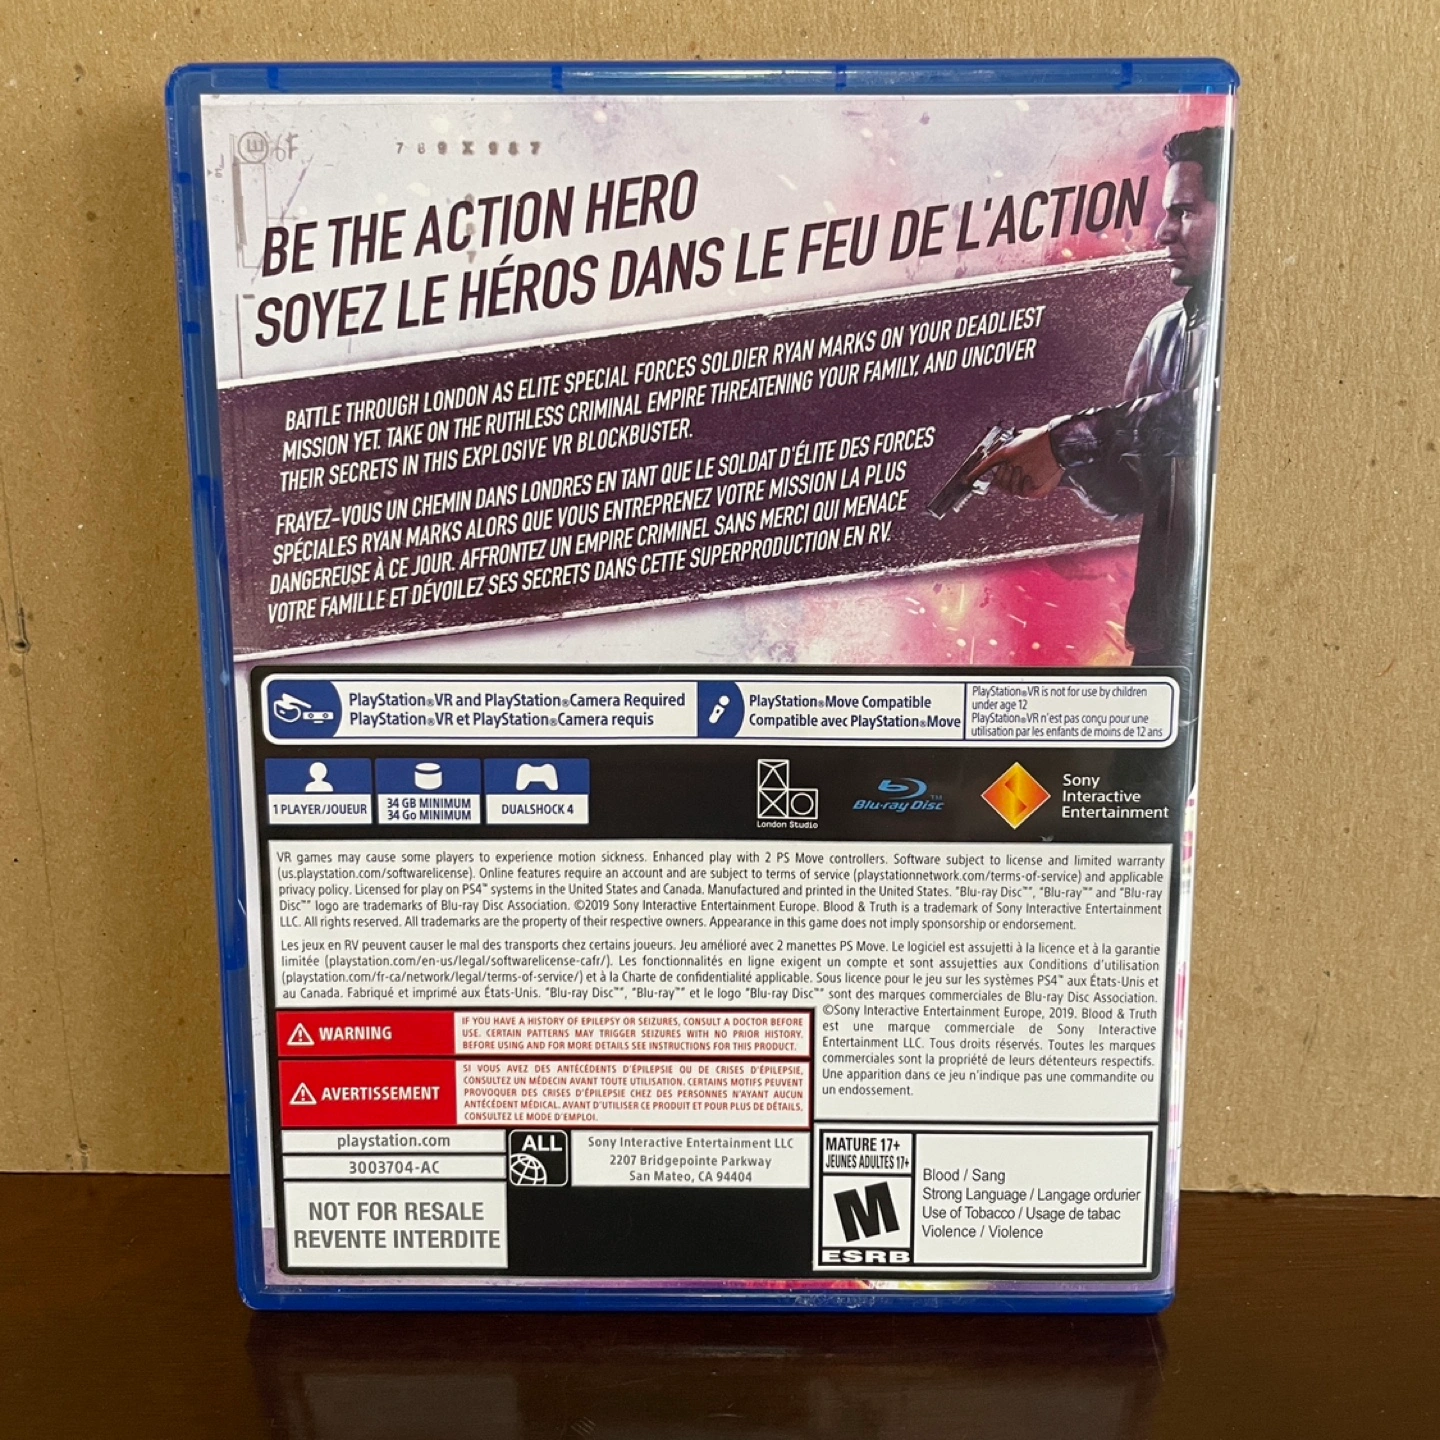 789X987
BE THE ACTION HERO
SOYEZ LE HÉROS DANS LE FEU DE L'ACTION
BATTLE THROUGH LONDON AS ELITE SPECIAL FORCES SOLDIER RYAN MARKS ON YOUR DEADLIEST
MISSION YET. TAKE ON THE RUTHLESS CRIMINAL EMPIRE THREATENING YOUR FAMILY, AND UNCOVER
THEIR SECRETS IN THIS EXPLOSIVE VR BLOCKBUSTER.
FRAYEZ-VOUS UN CHEMIN DANS LONDRES EN TANT QUE LE SOLDAT D'ÉLITE DES FORCES
SPÉCIALES RYAN MARKS ALORS QUE VOUS ENTREPRENEZ VOTRE MISSION LA PLUS
DANGEREUSE À CE JOUR. AFFRONTEZ UN EMPIRE CRIMINEL SANS MERCI QUI MENACE
VOTRE FAMILLE ET DÉVOILEZ SES SECRETS DANS CETTE SUPERPRODUCTION EN RV.
PlayStation®VR and PlayStation®Camera Required
PlayStation®VR et PlayStation®Camera requis
PlayStation®Move Compatible
Compatible avec PlayStation®Move
PlayStation®VR is not for use by children
under age 12
PlayStation®VR n'est pas conçu pour une
utilisation par les enfants de moins de 12 ans
1 PLAYER/JOUEUR
34 GB MINIMUM
34 Go MINIMUM
DUALSHOCK 4
London Studio
Blu-ray Disc™
Sony
Interactive
Entertainment
VR games may cause some players to experience motion sickness. Enhanced play with 2 PS Move controllers. Software subject to license and limited warranty
(us.playstation.com/softwarelicense). Online features require an account and are subject to terms of service (playstationnetwork.com/terms-of-service) and applicable
privacy policy. Licensed for play on PS4™ systems in the United States and Canada. Manufactured and printed in the United States. "Blu-ray Disc™", "Blu-ray™" and "Blu-ray
Disc™" logo are trademarks of Blu-ray Disc Association. ©2019 Sony Interactive Entertainment Europe. Blood & Truth is a trademark of Sony Interactive Entertainment
LLC. All rights reserved. All trademarks are the property of their respective owners. Appearance in this game does not imply sponsorship or endorsement.
Les jeux en RV peuvent causer le mal des transports chez certains joueurs. Jeu amélioré avec 2 manettes PS Move. Le logiciel est assujetti à la licence et à la garantie
limitée (playstation.com/en-us/legal/softwarelicense-cafr/). Les fonctionnalités en ligne exigent un compte et sont assujetties aux Conditions d'utilisation
(playstation.com/fr-ca/network/legal/terms-of-service/) et à la Charte de confidentialité applicable. Sous licence pour le jeu sur les systèmes PS4™ aux États-Unis et
au Canada. Fabriqué et imprimé aux États-Unis. "Blu-ray Disc™", "Blu-ray™" et le logo "Blu-ray Disc™" sont des marques commerciales de Blu-ray Disc Association.
©Sony Interactive Entertainment Europe, 2019. Blood & Truth
est une marque commerciale de Sony Interactive
Entertainment LLC. Tous droits réservés. Toutes les marques
commerciales sont la propriété de leurs détenteurs respectifs.
Une apparition dans ce jeu n'indique pas une commandite ou
un endossement.
WARNING
IF YOU HAVE A HISTORY OF EPILEPSY OR SEIZURES, CONSULT A DOCTOR BEFORE
USE. CERTAIN PATTERNS MAY TRIGGER SEIZURES WITH NO PRIOR HISTORY.
BEFORE USING AND FOR MORE DETAILS SEE INSTRUCTIONS FOR THIS PRODUCT.
AVERTISSEMENT
SI VOUS AVEZ DES ANTÉCÉDENTS D'ÉPILEPSIE OU DE CRISES D'ÉPILEPSIE,
CONSULTEZ UN MÉDECIN AVANT TOUTE UTILISATION. CERTAINS MOTIFS PEUVENT
PROVOQUER DES CRISES D'ÉPILEPSIE CHEZ DES PERSONNES N'AYANT AUCUN
ANTÉCÉDENT MÉDICAL. AVANT D'UTILISER CE PRODUIT ET POUR PLUS DE DÉTAILS,
CONSULTEZ LE MODE D'EMPLOI.
playstation.com
3003704-AC
NOT FOR RESALE
REVENTE INTERDITE
ALL
Sony Interactive Entertainment LLC
2207 Bridgepointe Parkway
San Mateo, CA 94404
MATURE 17+
JEUNES ADULTES 17+
M
ESRB
Blood / Sang
Strong Language / Langage ordurier
Use of Tobacco / Usage de tabac
Violence / Violence